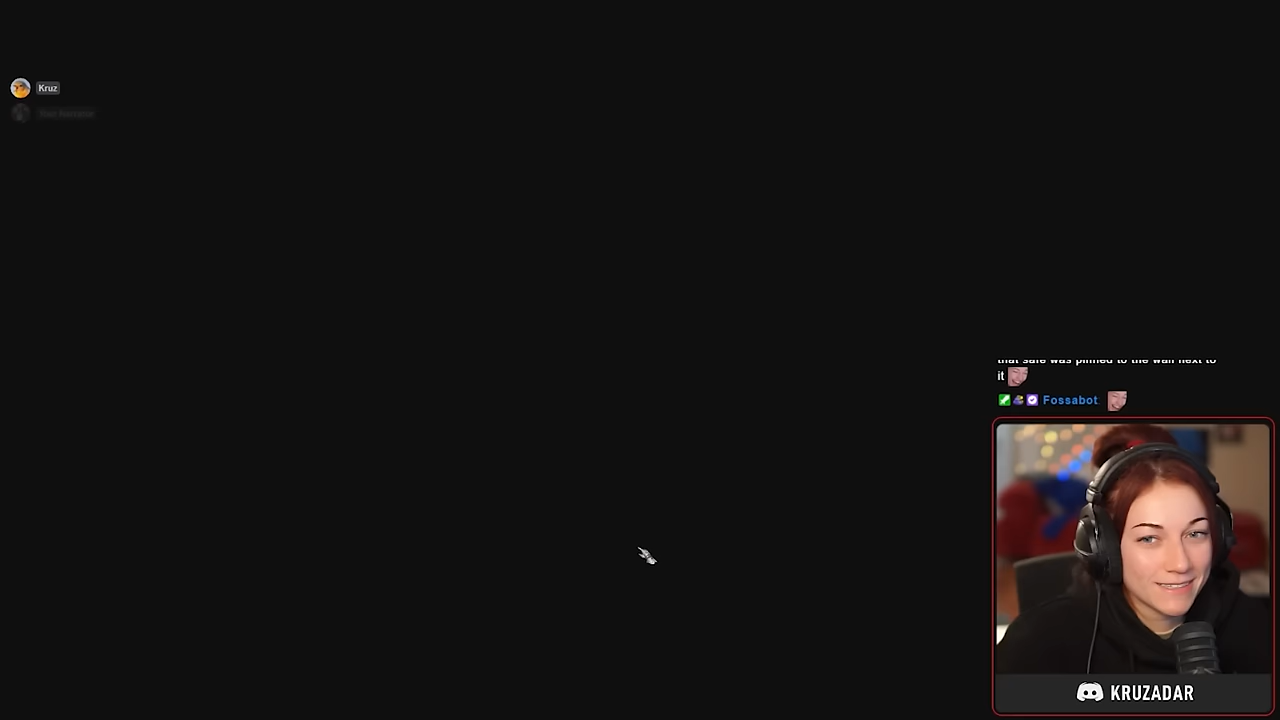 Kruz
that safe was pinned to the wall next to
it
Fossabot:
KRUZADAR